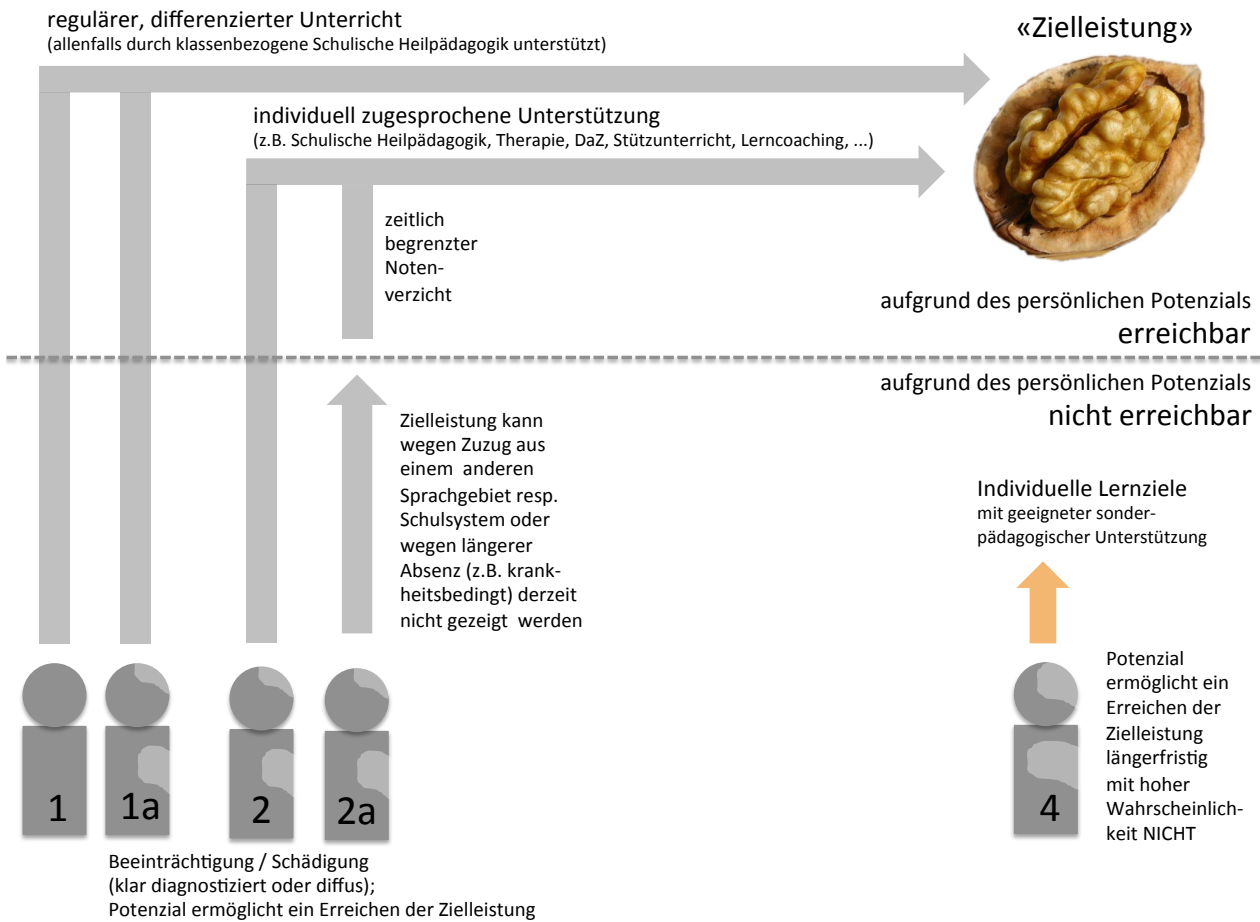 regulärer, differenzierter Unterricht
(allenfalls durch klassenbezogene Schulische Heilpädagogik unterstützt)
«Zielleistung»
individuell zugesprochene Unterstützung
(z.B. Schulische Heilpädagogik, Therapie, DaZ, Stützunterricht, Lerncoaching, ...)
zeitlich
begrenzter
Noten-
verzicht
aufgrund des persönlichen Potenzials
erreichbar
aufgrund des persönlichen Potenzials
nicht erreichbar
Zielleistung kann
wegen Zuzug aus
einem anderen
Sprachgebiet resp.
Schulsystem oder
wegen längerer
Absenz (z.B. krank-
heitsbedingt) derzeit
nicht gezeigt werden
Individuelle Lernziele
mit geeigneter sonder-
pädagogischer Unterstützung
Potenzial
ermöglicht ein
Erreichen der
Zielleistung
längerfristig
mit hoher
Wahrscheinlich-
keit NICHT
1
1a
2
2a
4
Beeinträchtigung / Schädigung
(klar diagnostiziert oder diffus);
Potenzial ermöglicht ein Erreichen der Zielleistung